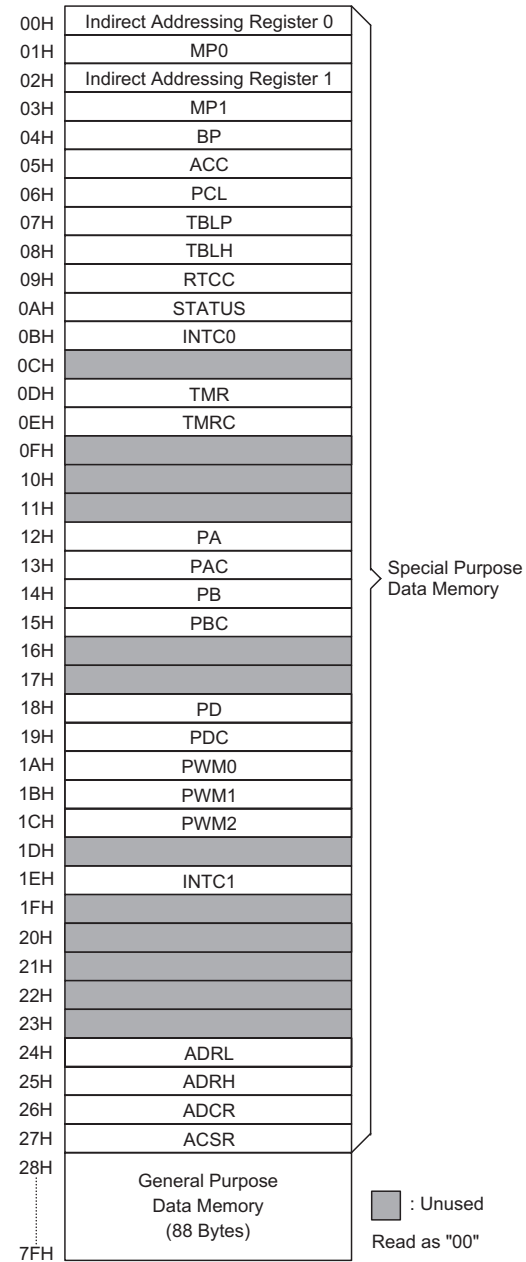 00H Indirect Addressing Register 0
01H MP0
02H Indirect Addressing Register 1
03H MP1
04H BP
05H ACC
06H PCL
07H TBLP
08H TBLH
09H RTCC
0AH STATUS
0BH INTC0
0CH
0DH TMR
0EH TMRC
0FH
10H
11H
12H PA
13H PAC
14H PB
15H PBC
16H
17H
18H PD
19H PDC
1AH PWM0
1BH PWM1
1CH PWM2
1DH
1EH INTC1
1FH
20H
21H
22H
23H
24H ADRL
25H ADRH
26H ADCR
27H ACSR
28H
7FH
General Purpose
Data Memory
(88 Bytes)
Special Purpose
Data Memory
: Unused
Read as "00"